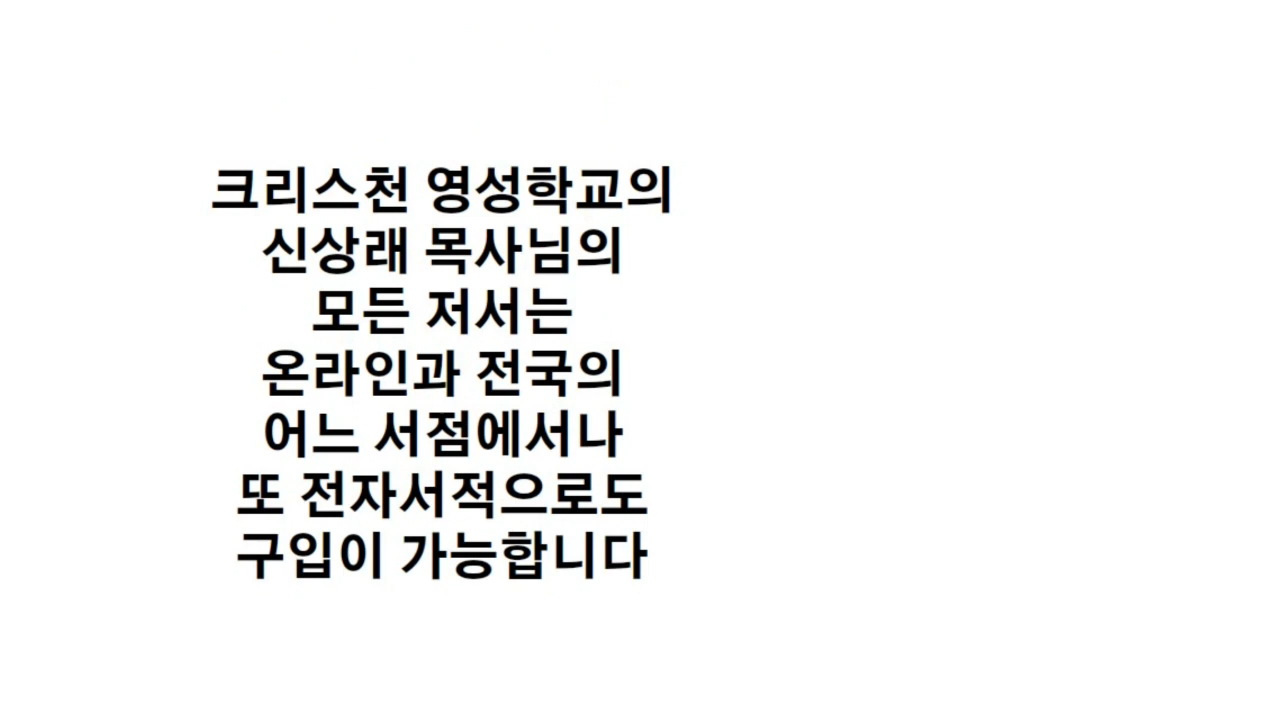 크리스천 영성학교의
신상래 목사님의
모든 저서는
온라인과 전국의
어느 서점에서나
또 전자서적으로도
구입이 가능합니다